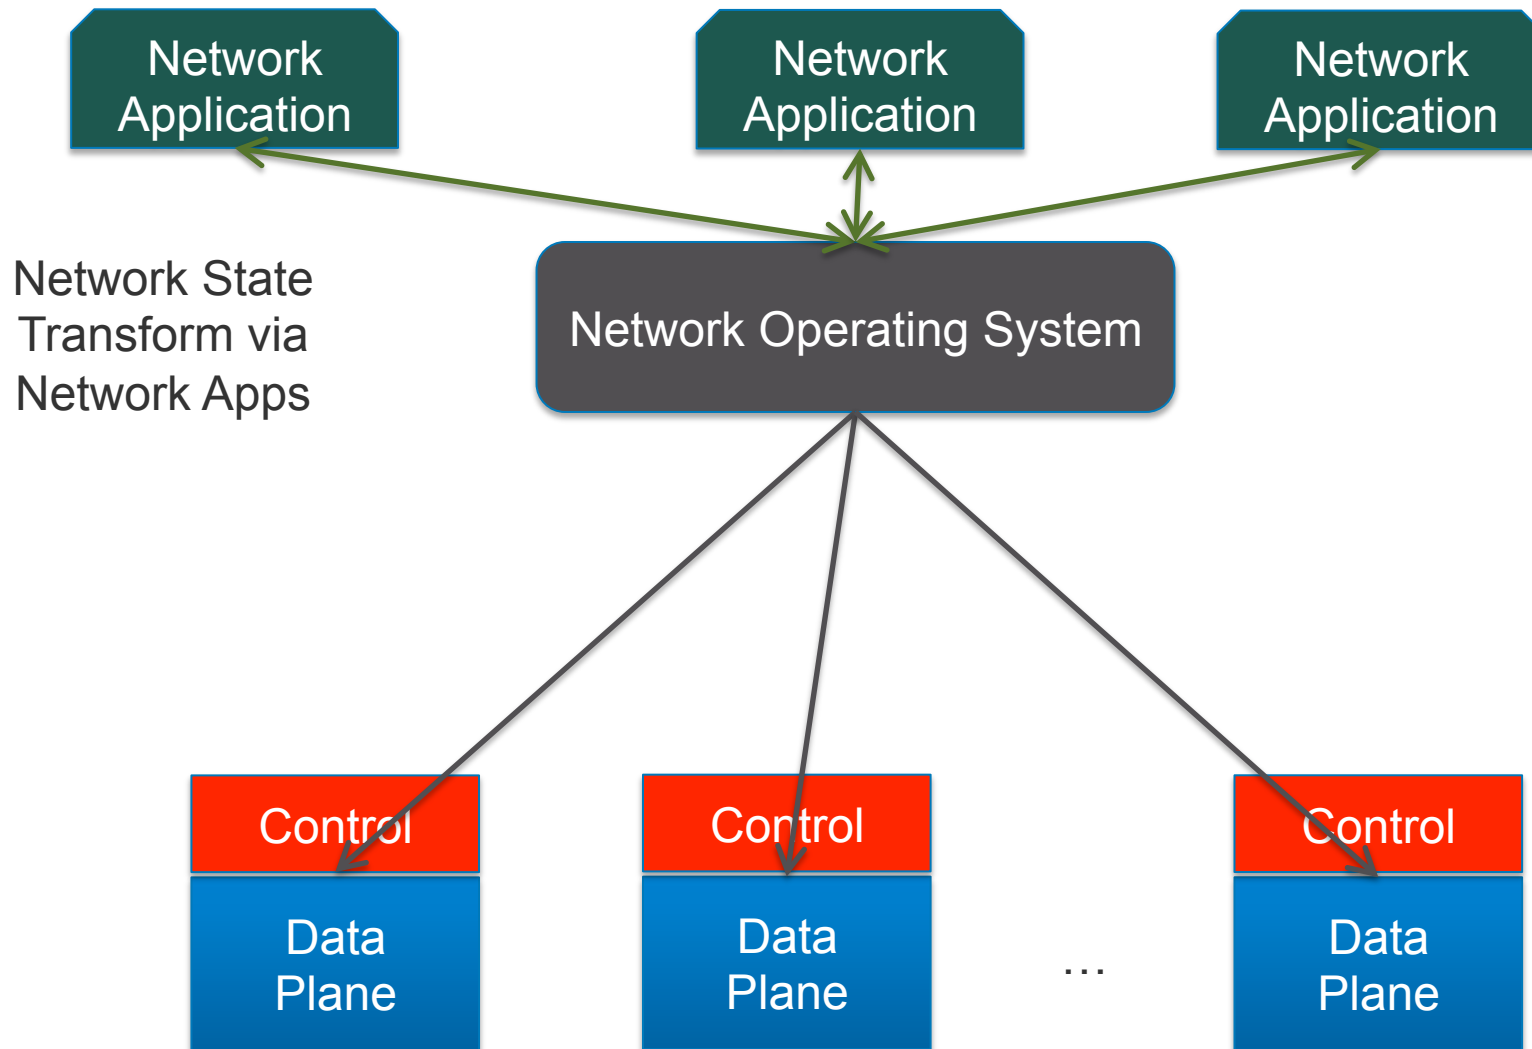 Network
Application
Network
Application
Network
Application
Network State
Transform via
Network Apps
Network Operating System
Control
Control
Control
Data
Plane
Data
Plane
...
Data
Plane